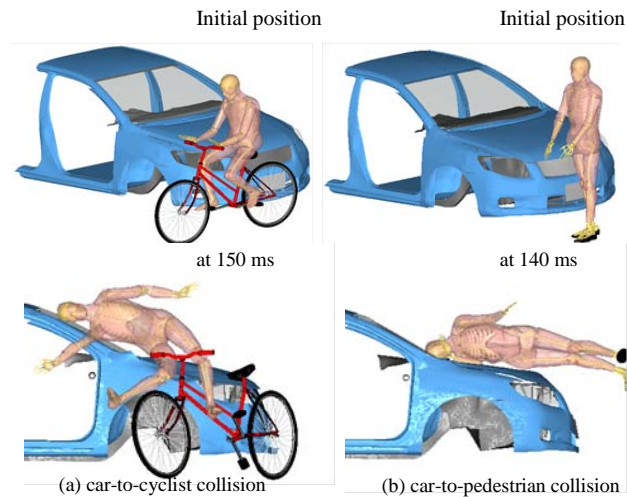 Initial position
Initial position
at 150 ms
at 140 ms
(a) car-to-cyclist collision
(b) car-to-pedestrian collision